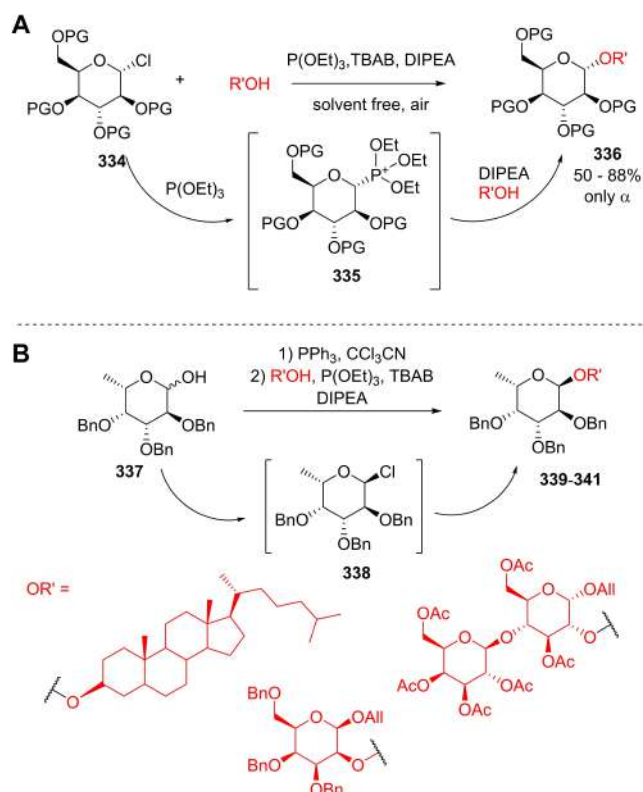 A
OPG
O
Cl
PGO
OPG
PGO
334
+
R'OH
P(OEt)3,TBAB, DIPEA
solvent free, air
OPG
O
OR'
PGO
OPG
PGO
336
50 - 88%
only α
P(OEt)3
OPG
O
OEt
OEt
P+
OEt
PGO
OPG
OPG
335
DIPEA
R'OH
B
O
OH
BnO
OBn
OBn
337
1) PPh3, CCl3CN
2) R'OH, P(OEt)3, TBAB
DIPEA
O
Cl
BnO
OBn
OBn
338
O
OR'
BnO
OBn
OBn
339-341
OR' =
O
BnO
O
OAll
BnO
O
OBn
OAc
O
OAll
OAc
O
O
O
OAc
AcO
OAc
OAc